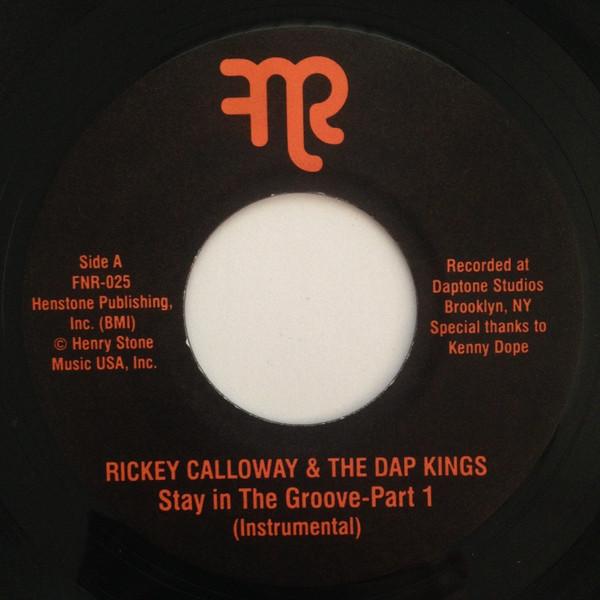 FNR
Side A
FNR-025
Henstone Publishing,
Inc. (BMI)
© Henry Stone
Music USA, Inc.
Recorded at
Daptone Studios
Brooklyn, NY
Special thanks to
Kenny Dope
RICKEY CALLOWAY & THE DAP KINGS
Stay in The Groove-Part 1
(Instrumental)